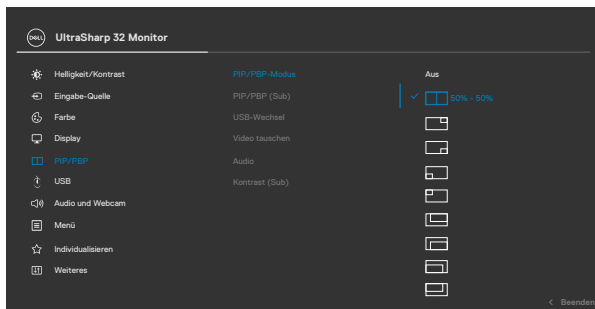 DELL UltraSharp 32 Monitor
Helligkeit/Kontrast PIP/PBP-Modus Aus
Eingabe-Quelle PIP/PBP (Sub) 50% - 50%
Farbe USB-Wechsel
Display Video tauschen
PIP/PBP Audio
USB Kontrast (Sub)
Audio und Webcam
Menü
Individualisieren
Weiteres
Beenden